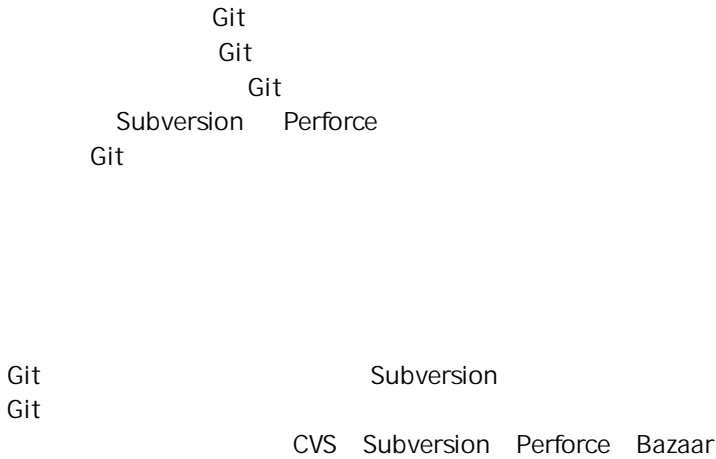 Git
Git
Git
Subversion Perforce
Git
Git Subversion
Git
CVS Subversion Perforce Bazaar